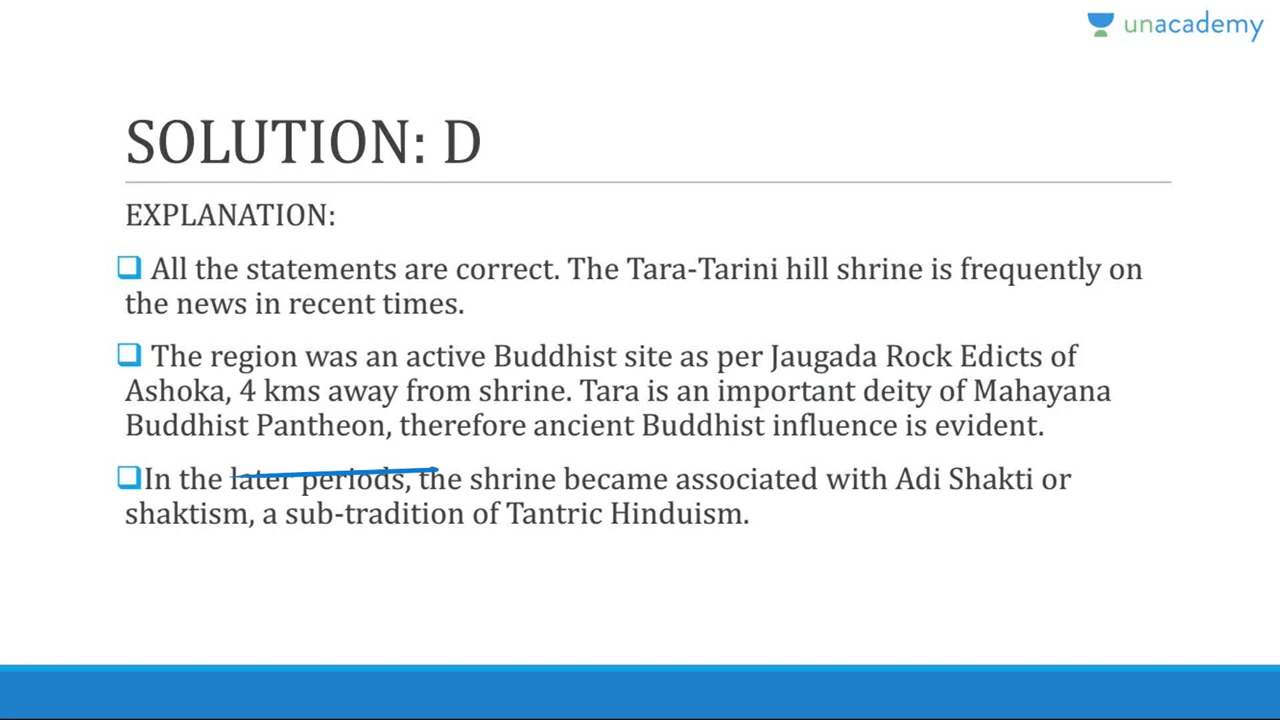 unacademy
SOLUTION: D
EXPLANATION:
All the statements are correct. The Tara-Tarini hill shrine is frequently on
the news in recent times.
The region was an active Buddhist site as per Jaugada Rock Edicts of
Ashoka, 4 kms away from shrine. Tara is an important deity of Mahayana
Buddhist Pantheon, therefore ancient Buddhist influence is evident.
In the later periods, the shrine became associated with Adi Shakti or
shaktism, a sub-tradition of Tantric Hinduism.